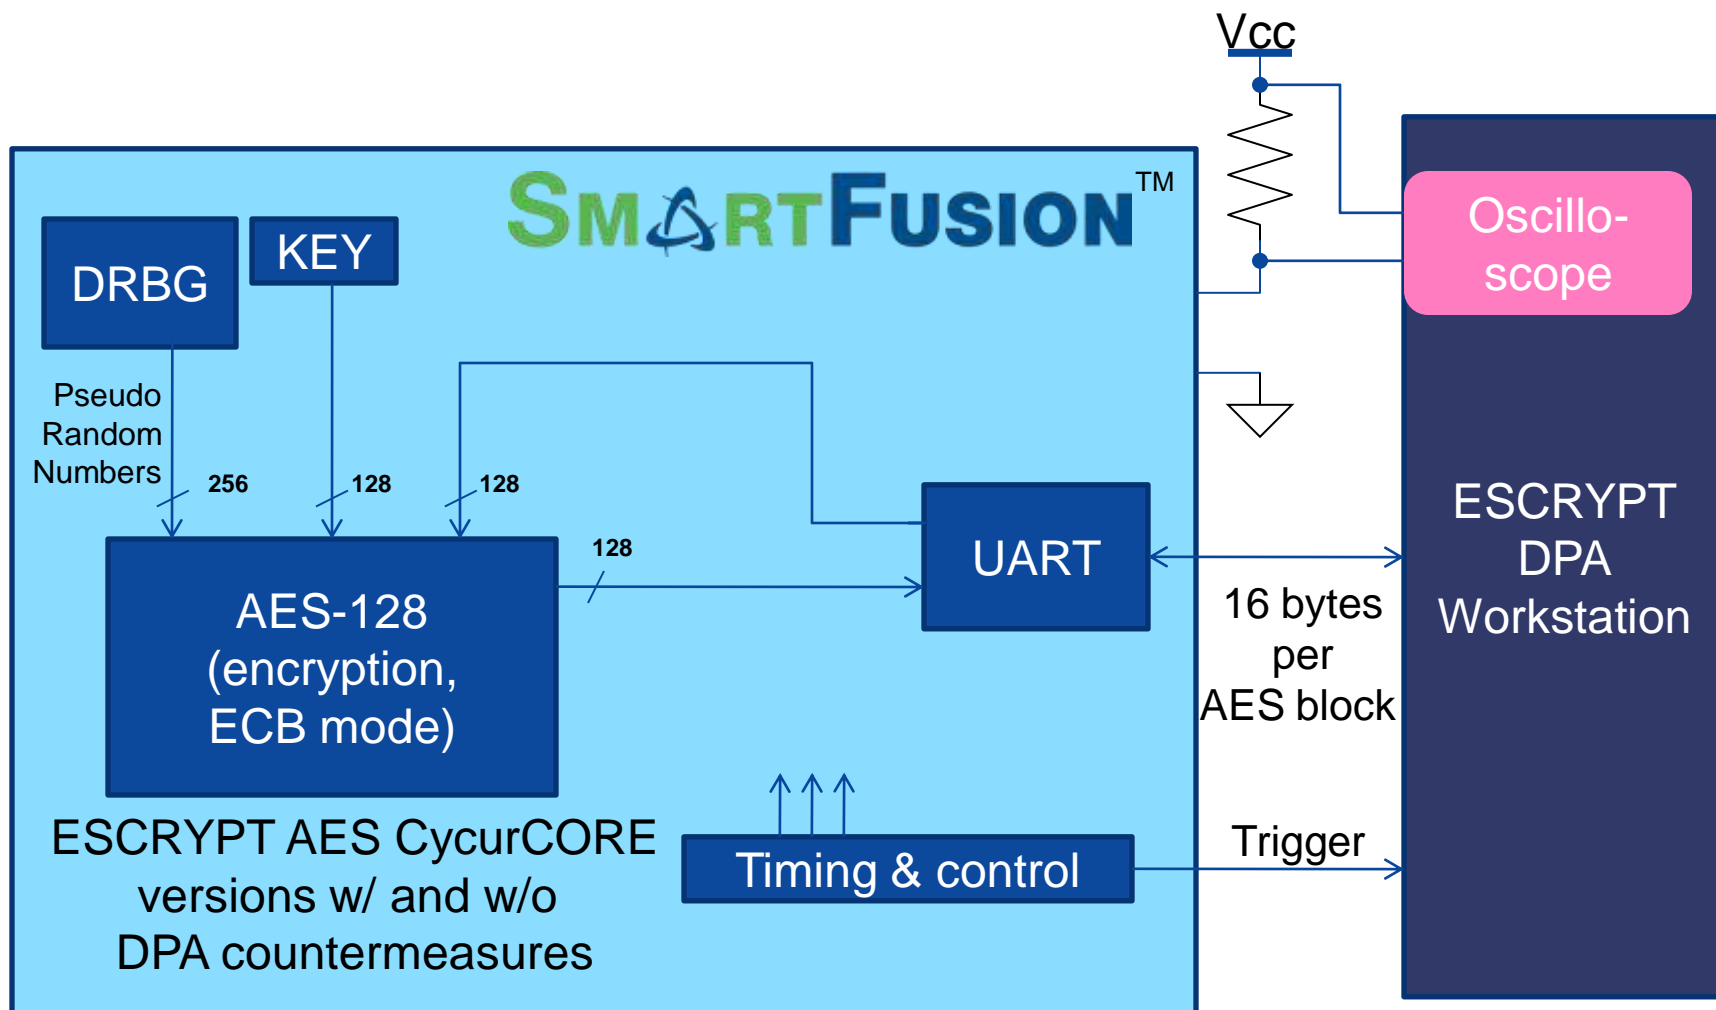 Vcc
SMARTFUSION™
DRBG
KEY
Oscillo-
scope
Pseudo
Random
Numbers
256
128
128
128
AES-128
(encryption,
ECB mode)
UART
16 bytes
per
AES block
ESCRYPT
DPA
Workstation
ESCRYPT AES CycurCORE
versions w/ and w/o
DPA countermeasures
Timing & control
Trigger